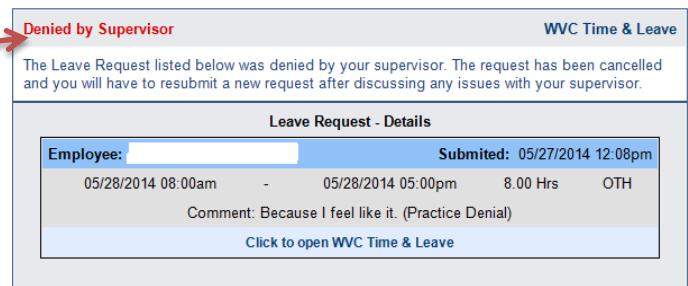 Denied by Supervisor WVC Time & Leave
The Leave Request listed below was denied by your supervisor. The request has been cancelled
and you will have to resubmit a new request after discussing any issues with your supervisor.
Leave Request - Details
Employee: Submited: 05/27/2014 12:08pm
05/28/2014 08:00am - 05/28/2014 05:00pm 8.00 Hrs OTH
Comment: Because I feel like it. (Practice Denial)
Click to open WVC Time & Leave